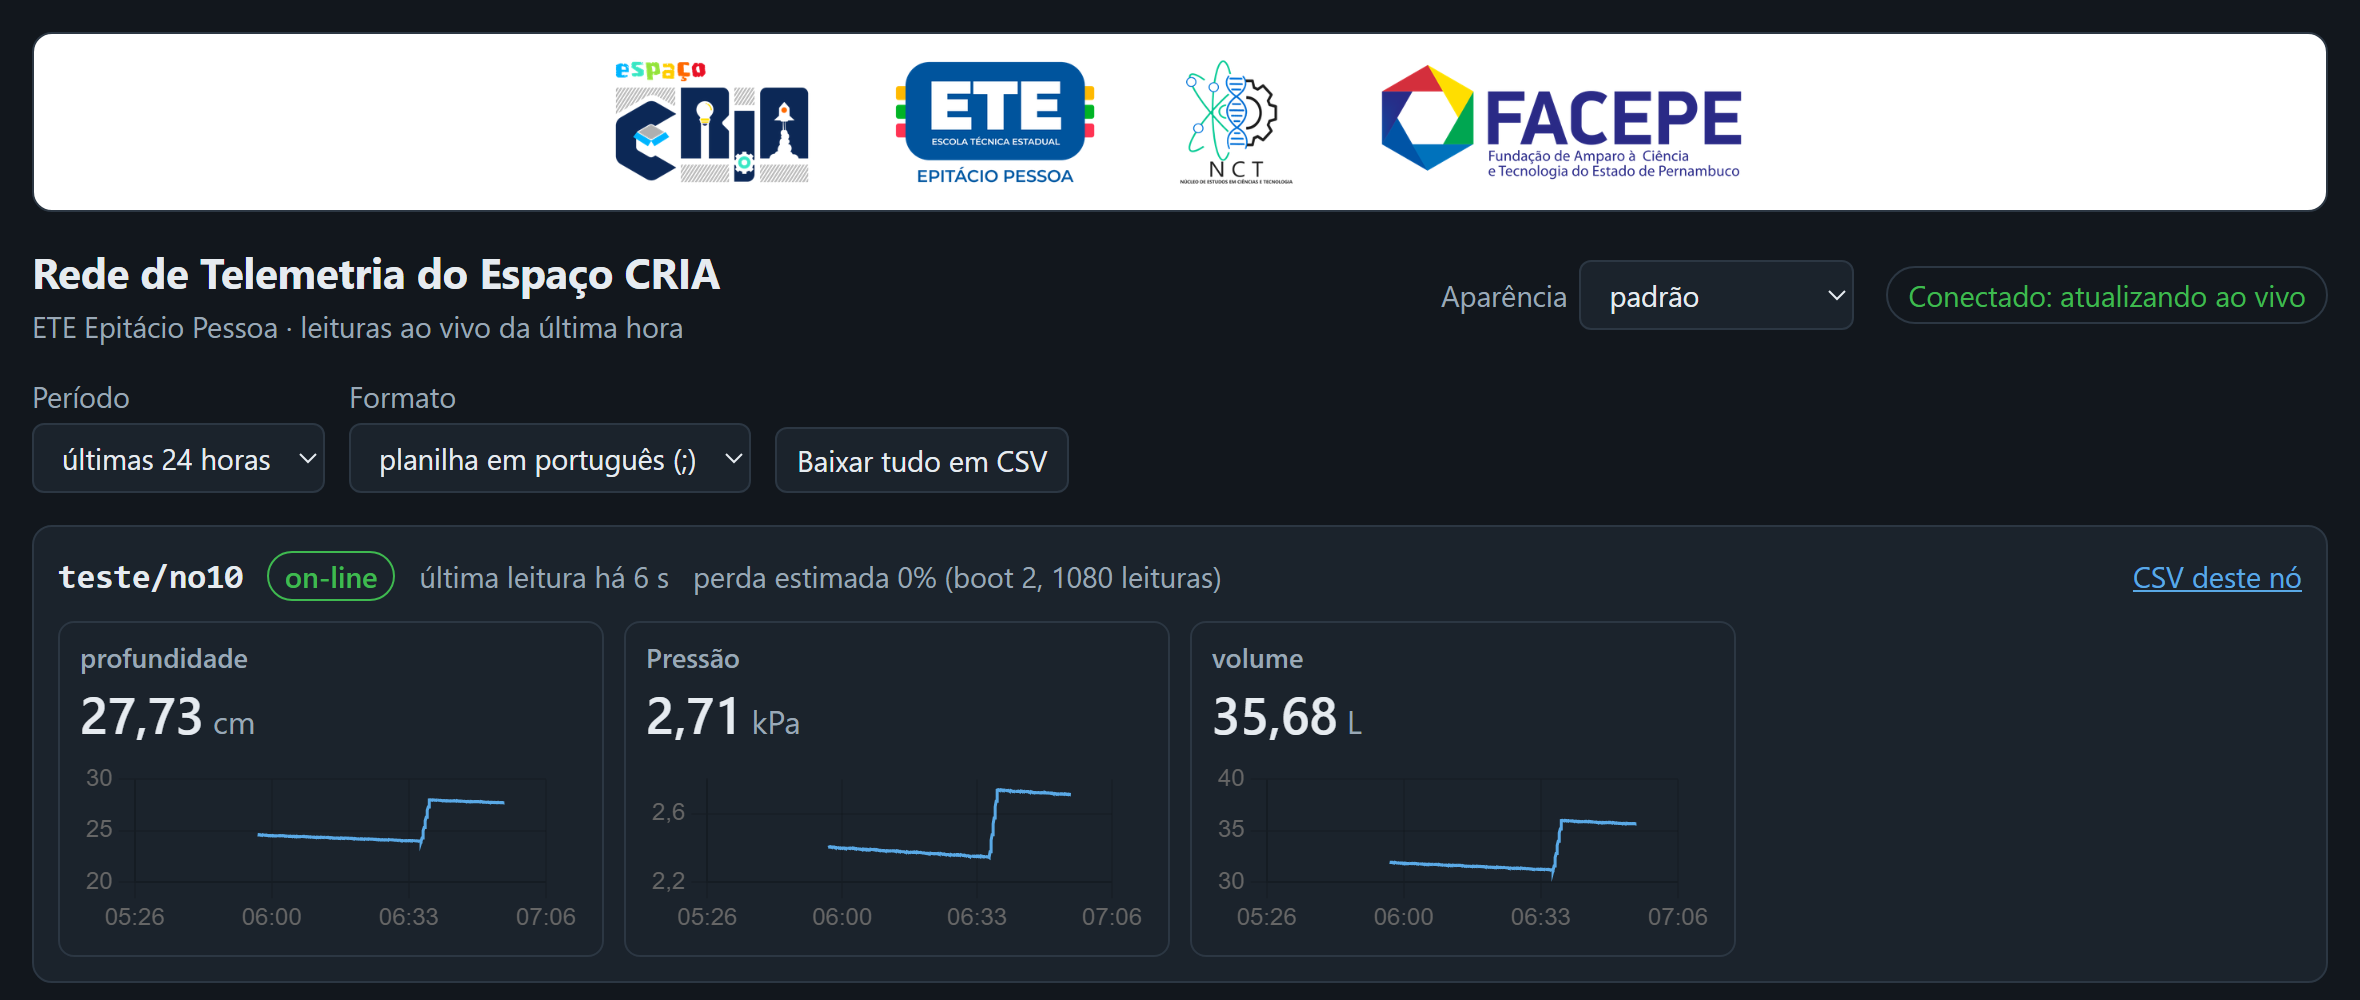 espaço
CRiA
ETE
ESCOLA TÉCNICA ESTADUAL
EPITÁCIO PESSOA
NCT
NÚCLEO DE ESTUDOS EM CIÊNCIAS E TECNOLOGIA
FACEPE
Fundação de Amparo à Ciência
e Tecnologia do Estado de Pernambuco
Rede de Telemetria do Espaço CRIA
ETE Epitácio Pessoa · leituras ao vivo da última hora
Aparência
padrão
Conectado: atualizando ao vivo
Período
Formato
últimas 24 horas
planilha em português (;)
Baixar tudo em CSV
teste/no10
on-line
última leitura há 6 s
perda estimada 0% (boot 2, 1080 leituras)
CSV deste nó
profundidade
27,73 cm
30
25
20
05:26 06:00 06:33 07:06
Pressão
2,71 kPa
2,6
2,2
05:26 06:00 06:33 07:06
volume
35,68 L
40
35
30
05:26 06:00 06:33 07:06